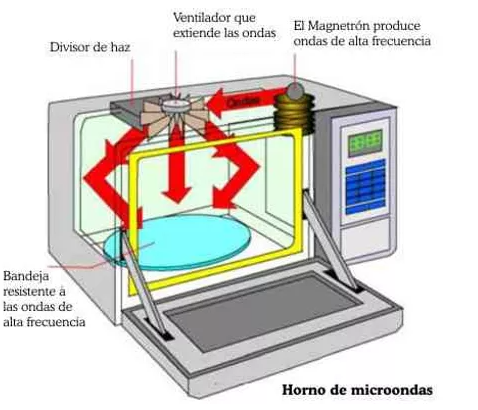 Ventilador que
extiende las ondas
El Magnetrón produce
ondas de alta frecuencia
Divisor de haz
Ondas
Bandeja
resistente a
las ondas de
alta frecuencia
Horno de microondas